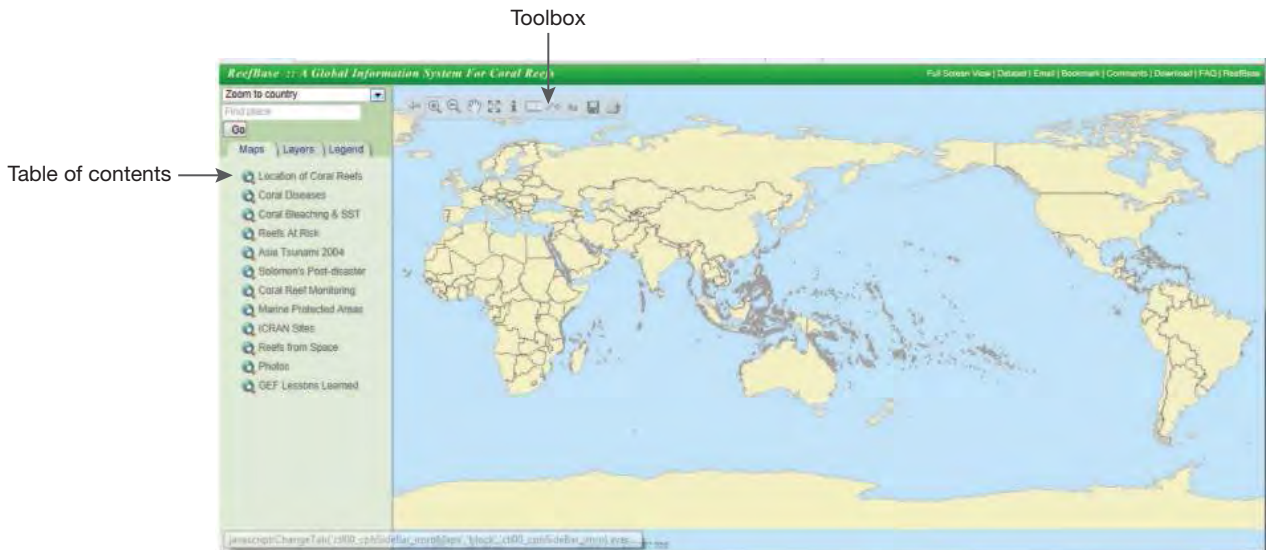 Toolbox
ReefBase :: A Global Information System For Coral Reefs
Full Screen View | Dataset | Email | Bookmark | Comments | Download | FAQ | ReefBase
Zoom to country
Find place
Go
Maps
Layers
Legend
Table of contents
Location of Coral Reefs
Coral Diseases
Coral Bleaching & SST
Reefs At Risk
Asia Tsunami 2004
Solomon's Post-disaster
Coral Reef Monitoring
Marine Protected Areas
ICRAN Sites
Reefs from Space
Photos
GEF Lessons Learned